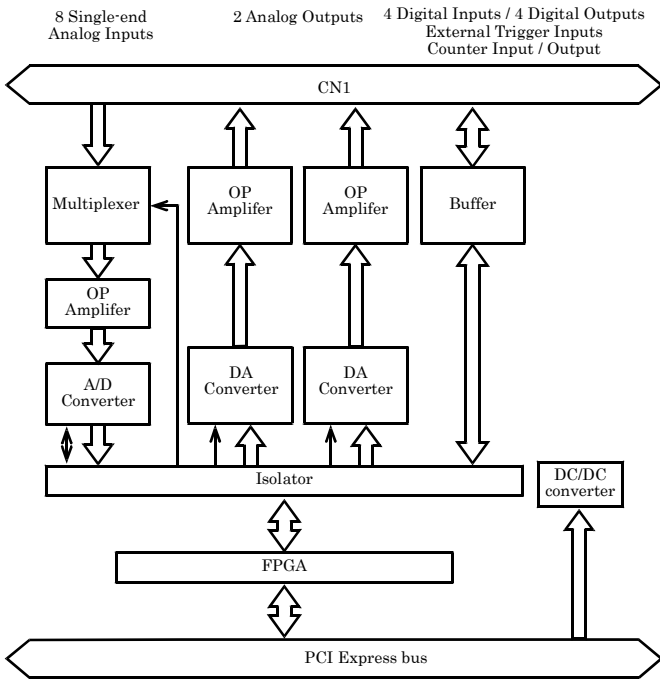 8 Single-end
Analog Inputs
2 Analog Outputs
4 Digital Inputs / 4 Digital Outputs
External Trigger Inputs
Counter Input / Output
CN1
Multiplexer
OP
Amplifer
OP
Amplifer
Buffer
OP
Amplifer
A/D
Converter
DA
Converter
DA
Converter
Isolator
DC/DC
converter
FPGA
PCI Express bus